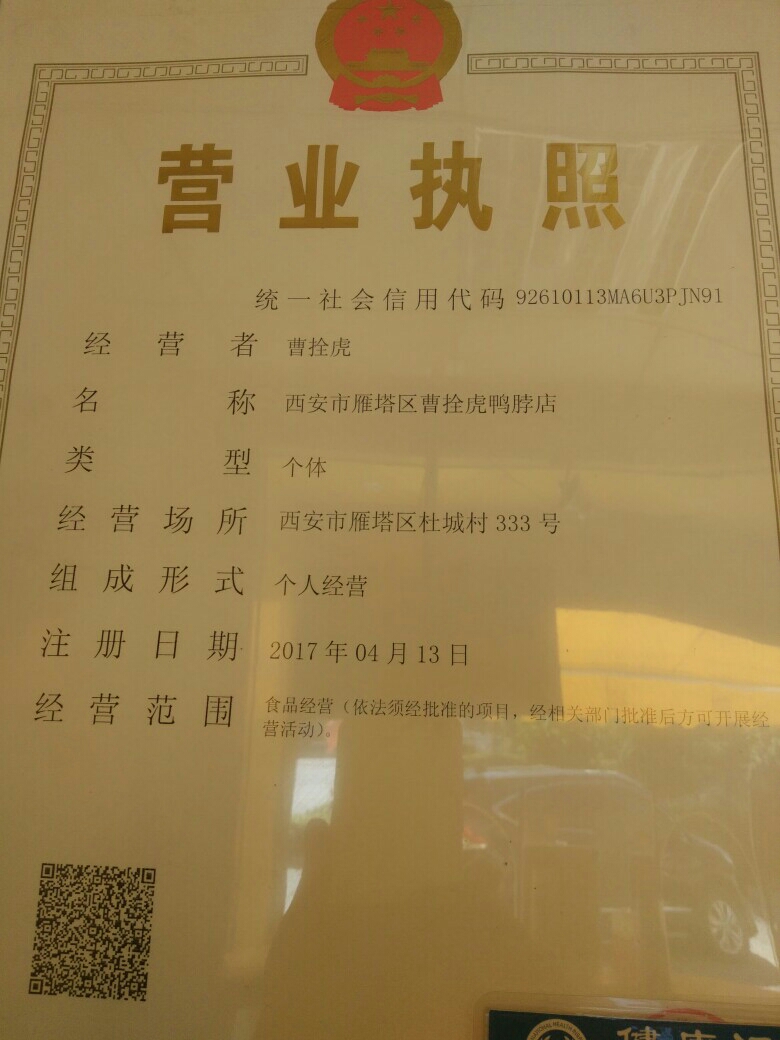 营业执照
统一社会信用代码 92610113MA6U3PJN91
经营者 曹拴虎
名称 西安市雁塔区曹拴虎鸭脖店
类型 个体
经营场所 西安市雁塔区杜城村 333 号
组成形式 个人经营
注册日期 2017 年 04 月 13 日
经营范围 食品经营（依法须经批准的项目，经相关部门批准后方可开展经
营活动）。
健康